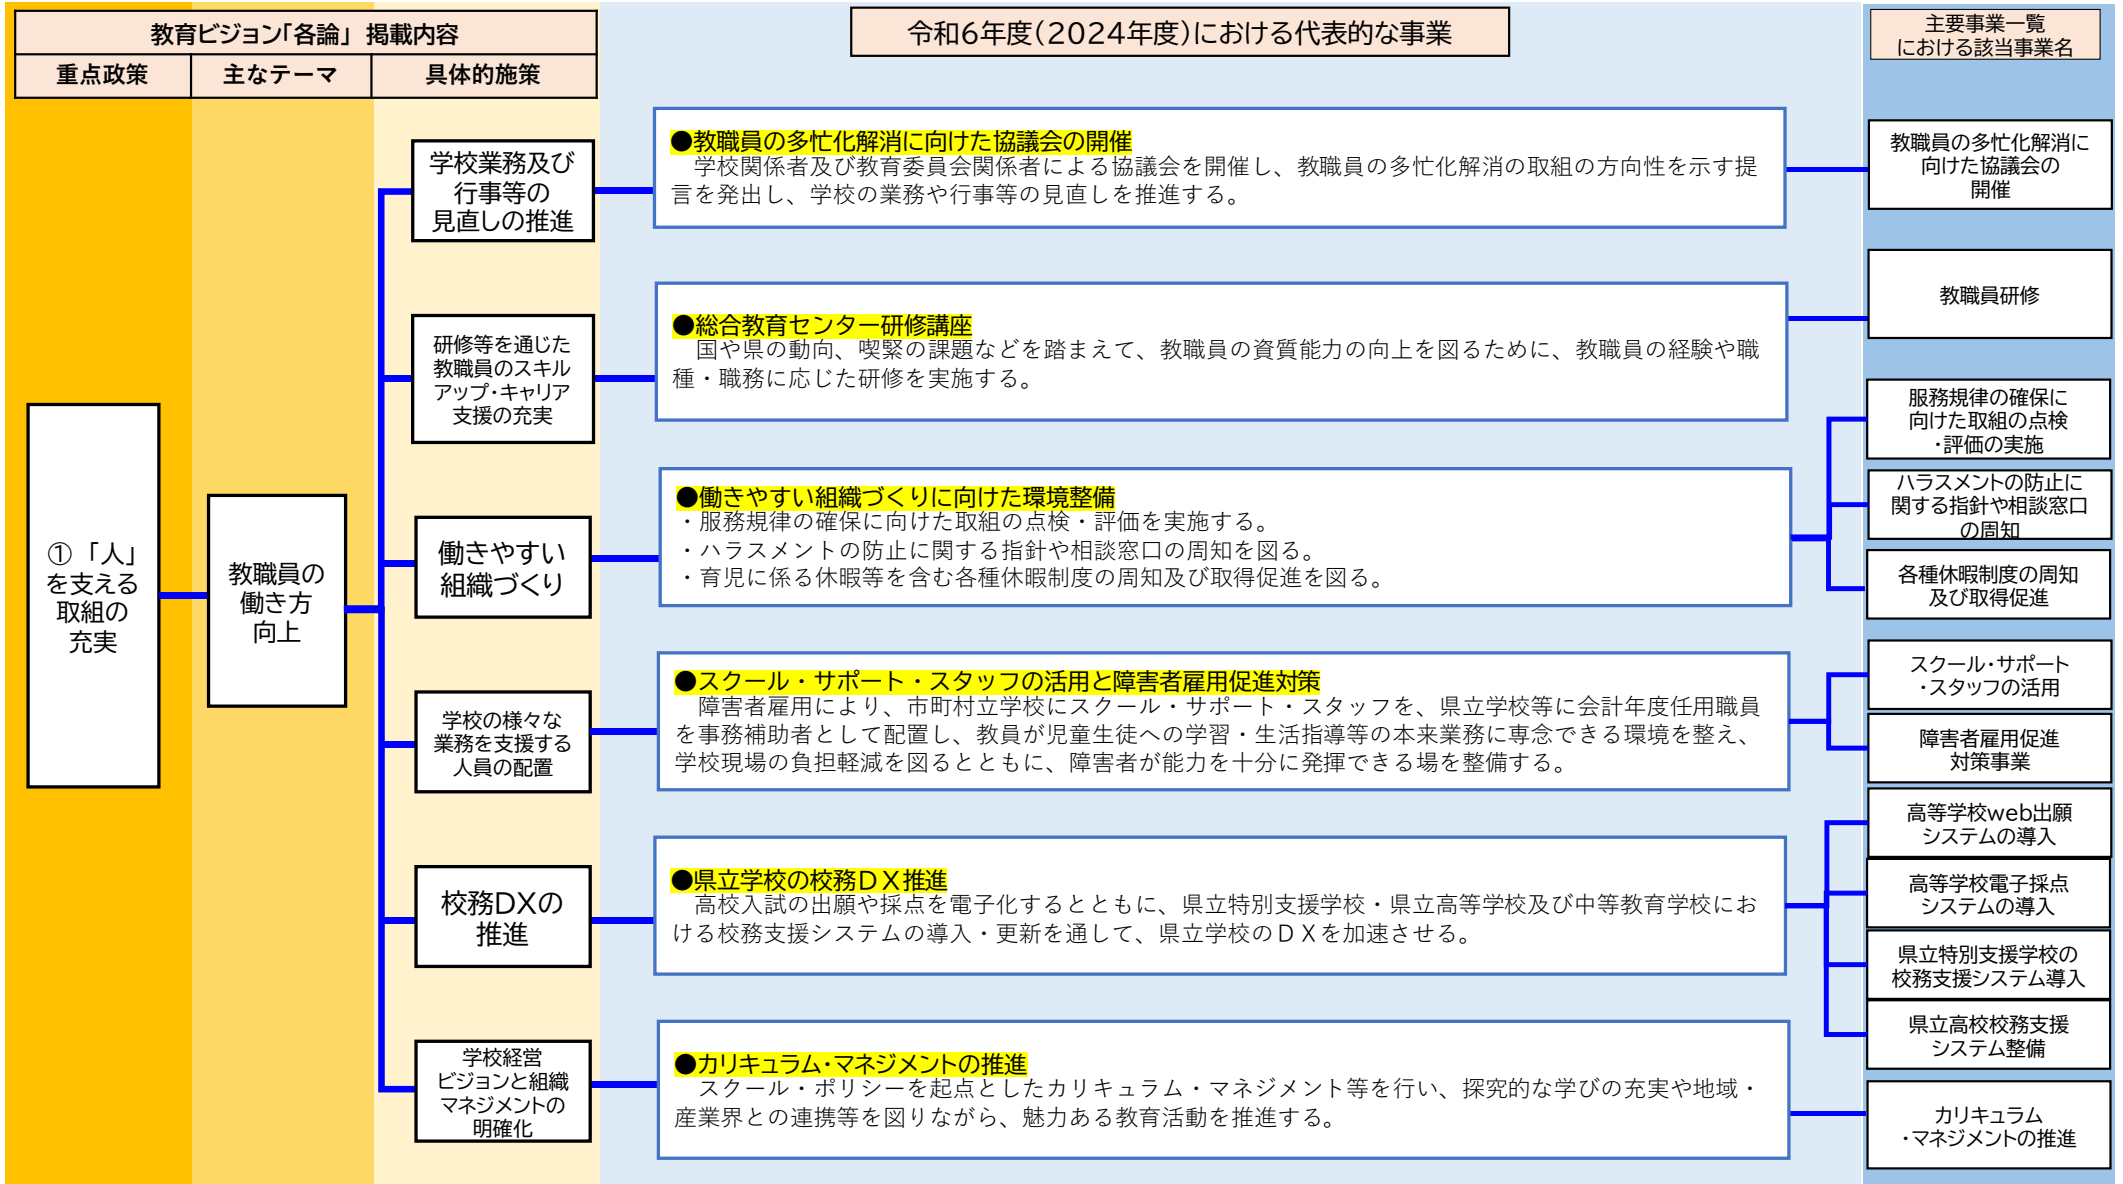 教育ビジョン「各論」 掲載内容
重点政策
主なテーマ
具体的施策
令和6年度（2024年度）における代表的な事業
主要事業一覧
における該当事業名
①「人」
を支える
取組の
充実
教職員の
働き方
向上
学校業務及び
行事等の
見直しの推進
●教職員の多忙化解消に向けた協議会の開催
学校関係者及び教育委員会関係者による協議会を開催し、教職員の多忙化解消の取組の方向性を示す提
言を発出し、学校の業務や行事等の見直しを推進する。
教職員の多忙化解消に
向けた協議会の
開催
研修等を通じた
教職員のスキル
アップ・キャリア
支援の充実
●総合教育センター研修講座
国や県の動向、喫緊の課題などを踏まえて、教職員の資質能力の向上を図るために、教職員の経験や職
種・職務に応じた研修を実施する。
教職員研修
働きやすい
組織づくり
●働きやすい組織づくりに向けた環境整備
・服務規律の確保に向けた取組の点検・評価を実施する。
・ハラスメントの防止に関する指針や相談窓口の周知を図る。
・育児に係る休暇等を含む各種休暇制度の周知及び取得促進を図る。
服務規律の確保に
向けた取組の点検
・評価の実施
ハラスメントの防止に
関する指針や相談窓口
の周知
各種休暇制度の周知
及び取得促進
学校の様々な
業務を支援する
人員の配置
●スクール・サポート・スタッフの活用と障害者雇用促進対策
障害者雇用により、市町村立学校にスクール・サポート・スタッフを、県立学校等に会計年度任用職員
を事務補助者として配置し、教員が児童生徒への学習・生活指導等の本来業務に専念できる環境を整え、
学校現場の負担軽減を図るとともに、障害者が能力を十分に発揮できる場を整備する。
スクール・サポート
・スタッフの活用
障害者雇用促進
対策事業
校務DXの
推進
●県立学校の校務ＤＸ推進
高校入試の出願や採点を電子化するとともに、県立特別支援学校・県立高等学校及び中等教育学校にお
ける校務支援システムの導入・更新を通して、県立学校のＤＸを加速させる。
高等学校web出願
システムの導入
高等学校電子採点
システムの導入
県立特別支援学校の
校務支援システム導入
県立高校校務支援
システム整備
学校経営
ビジョンと組織
マネジメントの
明確化
●カリキュラム・マネジメントの推進
スクール・ポリシーを起点としたカリキュラム・マネジメント等を行い、探究的な学びの充実や地域・
産業界との連携等を図りながら、魅力ある教育活動を推進する。
カリキュラム
・マネジメントの推進